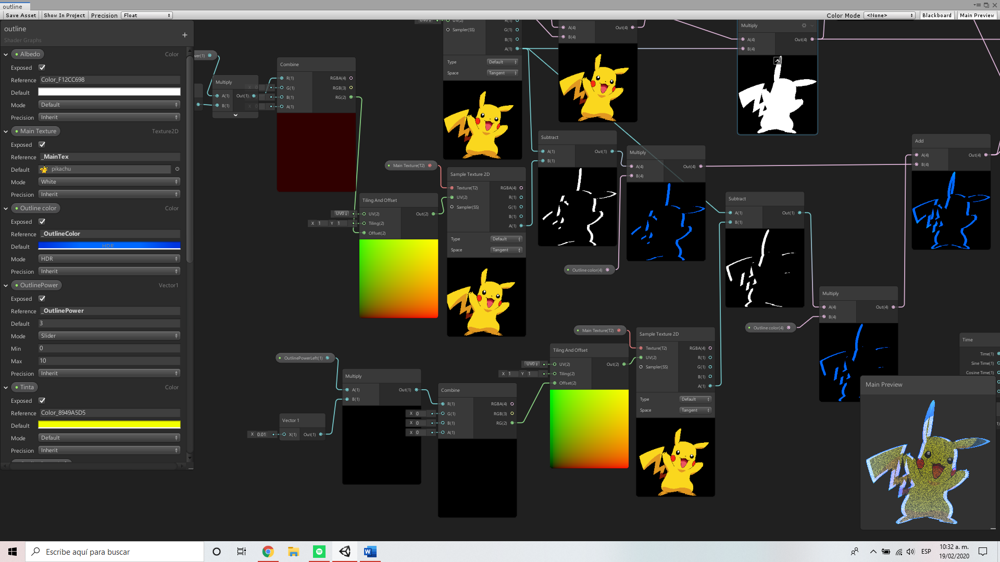 outline
Save Asset Show In Project Precision Float Color Mode <None> Blackboard Main Preview
outline
Shader Graphs
Albedo Color
Exposed
Reference Color_F12CC698
Default
Mode Default
Precision Inherit
Main Texture Texture2D
Exposed
Reference _MainTex
Default pikachu
Mode White
Precision Inherit
Outline color Color
Exposed
Reference _OutlineColor
Default HDR
Mode HDR
Precision Inherit
OutlinePower Vector1
Exposed
Reference _OutlinePower
Default 3
Mode Slider
Min 0
Max 10
Precision Inherit
Tinta Color
Exposed
Reference Color_8949A5D5
Default
Mode Default
Precision Inherit
Multiply
A(1) Out(1)
B(1)
Combine
R(1) RGBA(4)
G(1) RGB(3)
B(1) RG(2)
A(1)
Sampler(SS) G(1)
B(1)
A(1)
Type Default
Space Tangent
A(4) Out(4)
B(4)
Multiply
A(4) Out(4)
B(4)
Main Texture(T2)
Sample Texture 2D
Texture(T2) RGBA(4)
UV(2) R(1)
Sampler(SS) G(1)
B(1)
A(1)
Type Default
Space Tangent
Tiling And Offset
UV0 UV(2) Out(2)
X 1 Y 1 Tiling(2)
Offset(2)
Subtract
A(1) Out(1)
B(1)
Multiply
A(4) Out(4)
B(4)
Outline color(4)
Subtract
A(1) Out(1)
B(1)
Add
A(4) Out(4)
B(4)
Multiply
A(4) Out(4)
B(4)
Outline color(4)
OutlinePowerLeft(1)
Multiply
A(1) Out(1)
B(1)
Vector 1
X 0.01 X(1) Out(1)
Combine
R(1) RGBA(4)
X 0 G(1) RGB(3)
X 0 B(1) RG(2)
X 0 A(1)
Tiling And Offset
UV0 UV(2) Out(2)
X 1 Y 1 Tiling(2)
Offset(2)
Main Texture(T2)
Sample Texture 2D
Texture(T2) RGBA(4)
UV(2) R(1)
Sampler(SS) G(1)
B(1)
A(1)
Type Default
Space Tangent
Time
Time(1)
Sine Time(1)
Cosine Time(1)
Main Preview
Escribe aquí para buscar
ESP
10:32 a. m.
19/02/2020